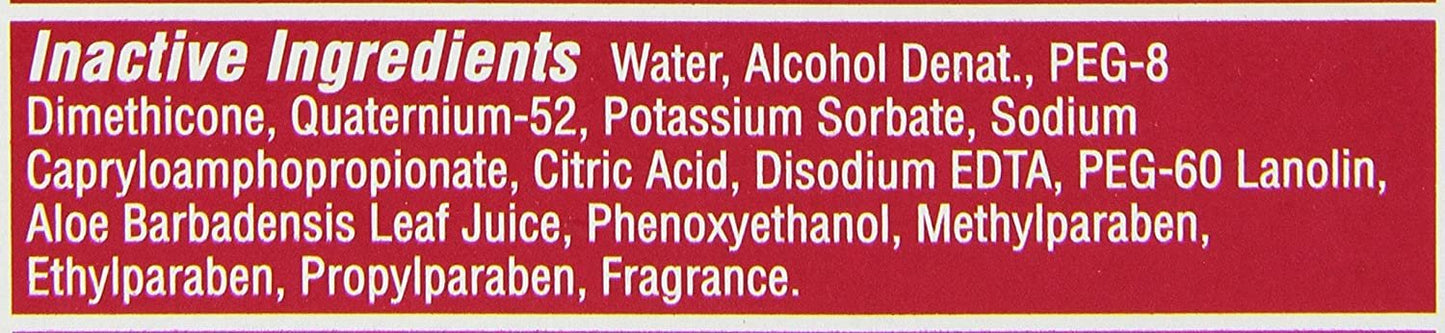 Inactive Ingredients Water, Alcohol Denat., PEG-8
Dimethicone, Quaternium-52, Potassium Sorbate, Sodium
Capryloamphopropionate, Citric Acid, Disodium EDTA, PEG-60 Lanolin,
Aloe Barbadensis Leaf Juice, Phenoxyethanol, Methylparaben,
Ethylparaben, Propylparaben, Fragrance.